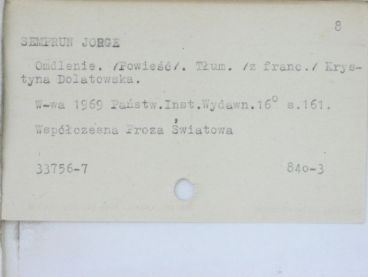 8
SEMPRUN JORGE
Omdlenie. /Powieść/. Tłum. /z franc./ Krys-
tyna Dolatowska.
W-wa 1969 Państw.Inst.Wydawn.16° s.161.
Współczesna Proza Światowa
33756-7 840-3